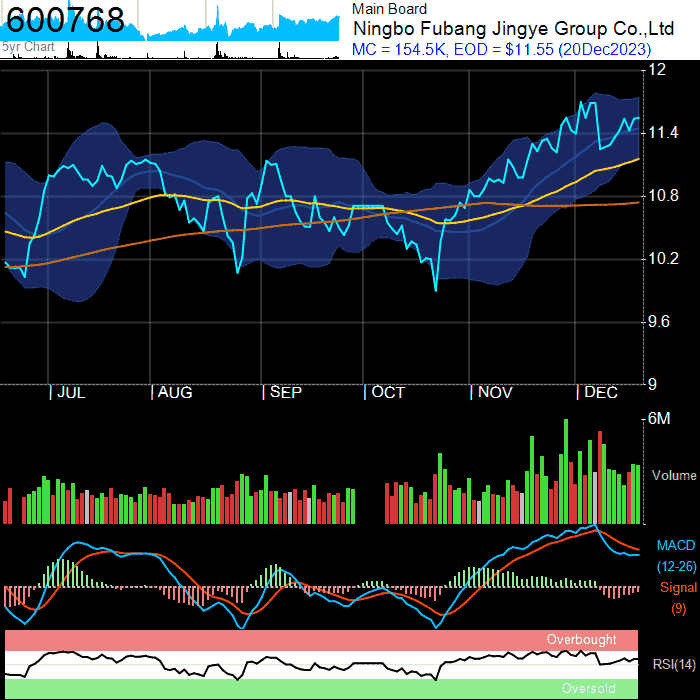 600768
5yr Chart
Main Board
Ningbo Fubang Jingye Group Co.,Ltd
MC = 154.5K, EOD = $11.55 (20Dec2023)
12
11.4
10.8
10.2
9.6
9
| JUL | AUG | SEP | OCT | NOV | DEC
6M
Volume
MACD
(12-26)
Signal
(9)
Overbought
RSI(14)
Oversold